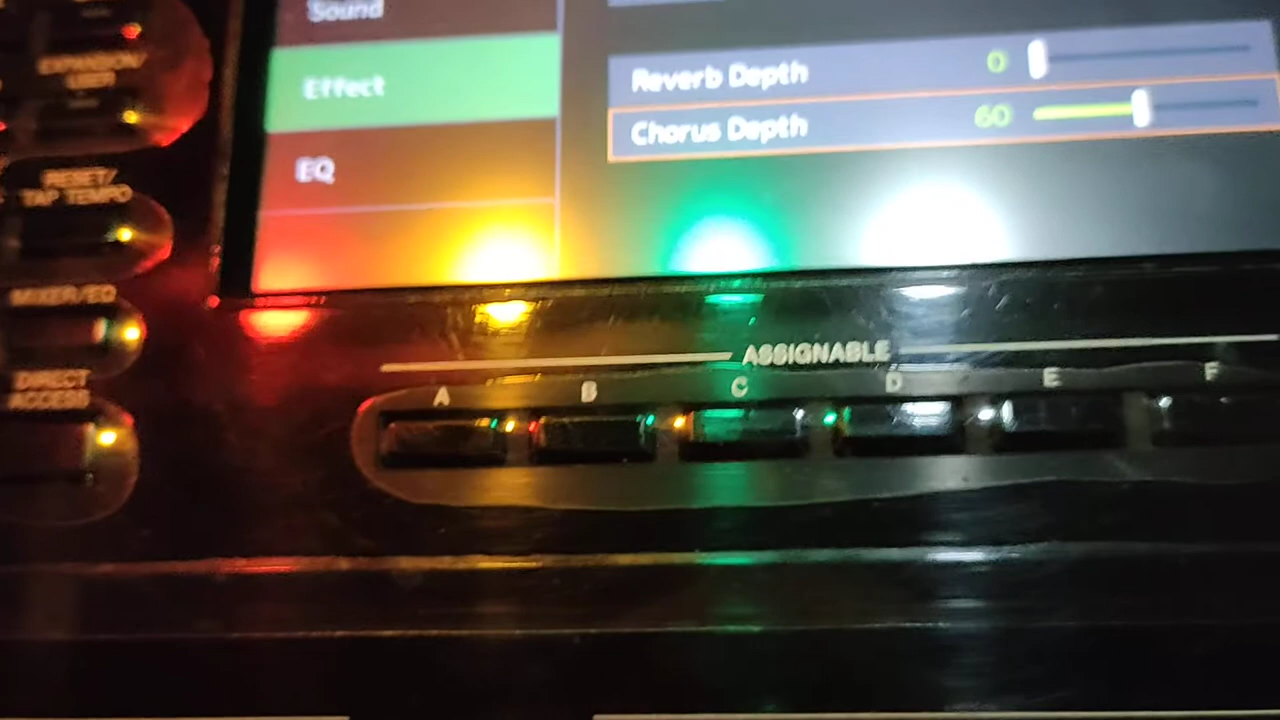 Sound
EXPANSION/
USER
Effect
Reverb Depth 0
Chorus Depth 60
EQ
RESET/
TAP TEMPO
MIXER/EQ
ASSIGNABLE
DIRECT
ACCESS
A B C D E F